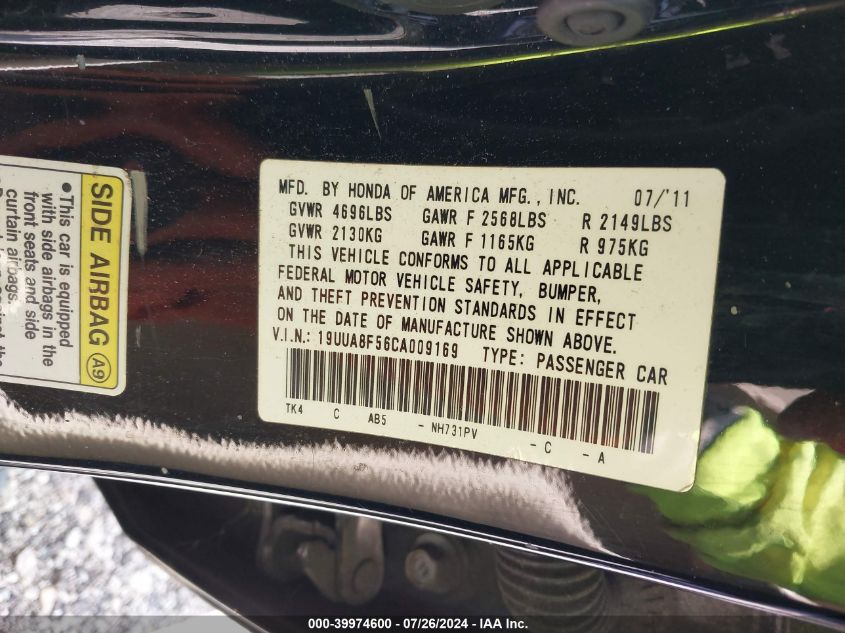 MFD. BY HONDA OF AMERICA MFG., INC. 07/'11
GVWR 4696LBS GAWR F 2568LBS R 2149LBS
GVWR 2130KG GAWR F 1165KG R 975KG
THIS VEHICLE CONFORMS TO ALL APPLICABLE
FEDERAL MOTOR VEHICLE SAFETY, BUMPER,
AND THEFT PREVENTION STANDARDS IN EFFECT
ON THE DATE OF MANUFACTURE SHOWN ABOVE.
V.I.N.: 19UUA8F56CA009169 TYPE: PASSENGER CAR
TK4 C AB5 - NH731PV - C - A
SIDE AIRBAG A9
•This car is equipped
with side airbags in the
front seats and side
curtain airbags.
000-39974600 / 07/26/2024 - IAA Inc.